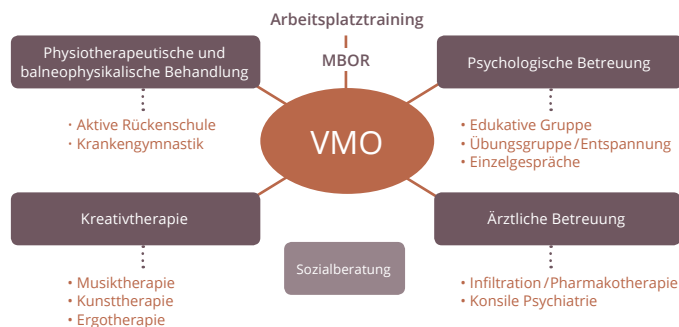 Arbeitsplatztraining
MBOR
Physiotherapeutische und
balneophysikalische Behandlung
· Aktive Rückenschule
· Krankengymnastik
Psychologische Betreuung
• Edukative Gruppe
• Übungsgruppe / Entspannung
• Einzelgespräche
VMO
Kreativtherapie
• Musiktherapie
• Kunsttherapie
• Ergotherapie
Sozialberatung
Ärztliche Betreuung
• Infiltration / Pharmakotherapie
• Konsile Psychiatrie